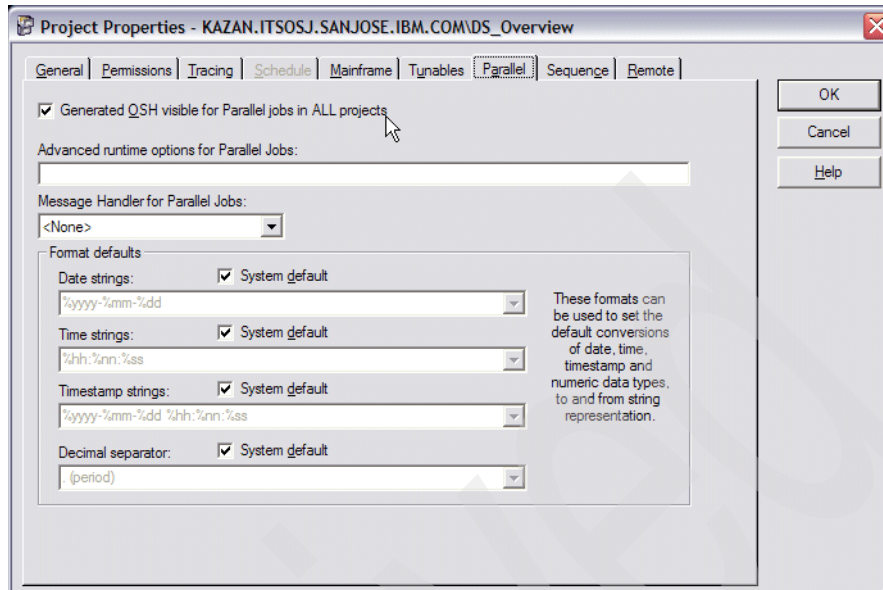 Project Properties - KAZAN.ITSOSJ.SANJOSE.IBM.COM\DS_Overview
General Permissions Tracing Schedule Mainframe Tunables Parallel Sequence Remote
Generated OSH visible for Parallel jobs in ALL projects
OK
Cancel
Help
Advanced runtime options for Parallel Jobs:
Message Handler for Parallel Jobs:
<None>
Format defaults
Date strings: System default
%yyyy-%mm-%dd
Time strings: System default
%hh:%nn:%ss
Timestamp strings: System default
%yyyy-%mm-%dd %hh:%nn:%ss
Decimal separator: System default
. (period)
These formats can
be used to set the
default conversions
of date, time,
timestamp and
numeric data types,
to and from string
representation.